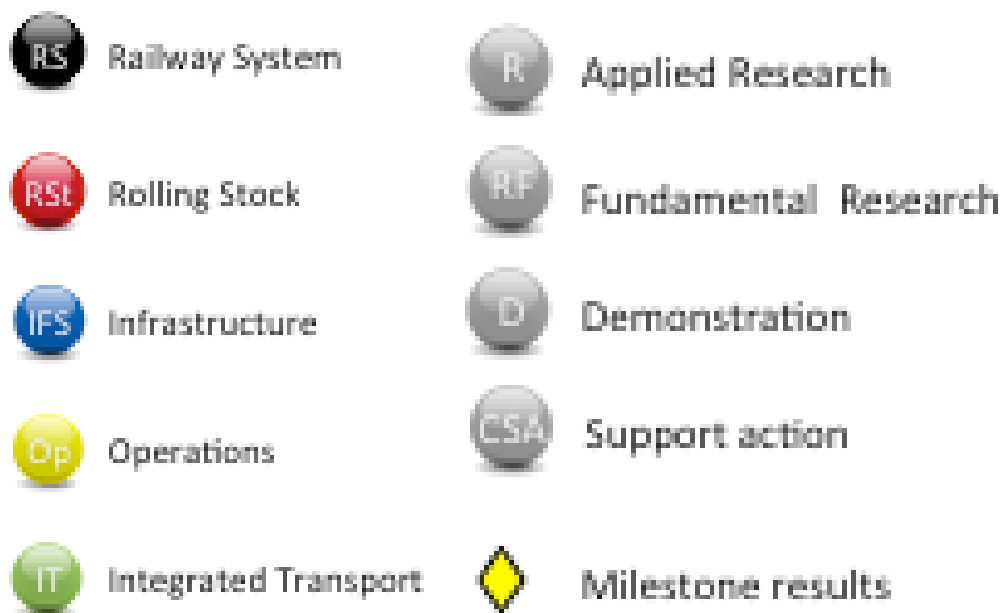 RS Railway System
RSt Rolling Stock
IFS Infrastructure
Op Operations
IT Integrated Transport
R Applied Research
RF Fundamental Research
D Demonstration
CSA Support action
Milestone results